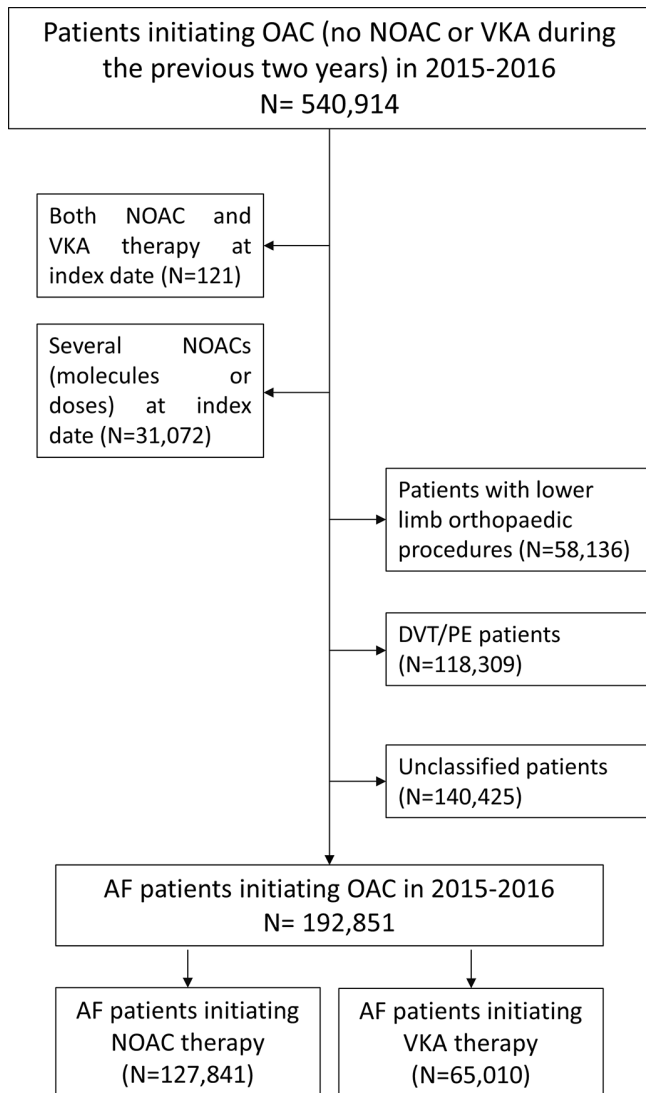 Patients initiating OAC (no NOAC or VKA during
the previous two years) in 2015-2016
N= 540,914
Both NOAC and
VKA therapy at
index date (N=121)
Several NOACs
(molecules or
doses) at index
date (N=31,072)
Patients with lower
limb orthopaedic
procedures (N=58,136)
DVT/PE patients
(N=118,309)
Unclassified patients
(N=140,425)
AF patients initiating OAC in 2015-2016
N= 192,851
AF patients initiating
NOAC therapy
(N=127,841)
AF patients initiating
VKA therapy
(N=65,010)